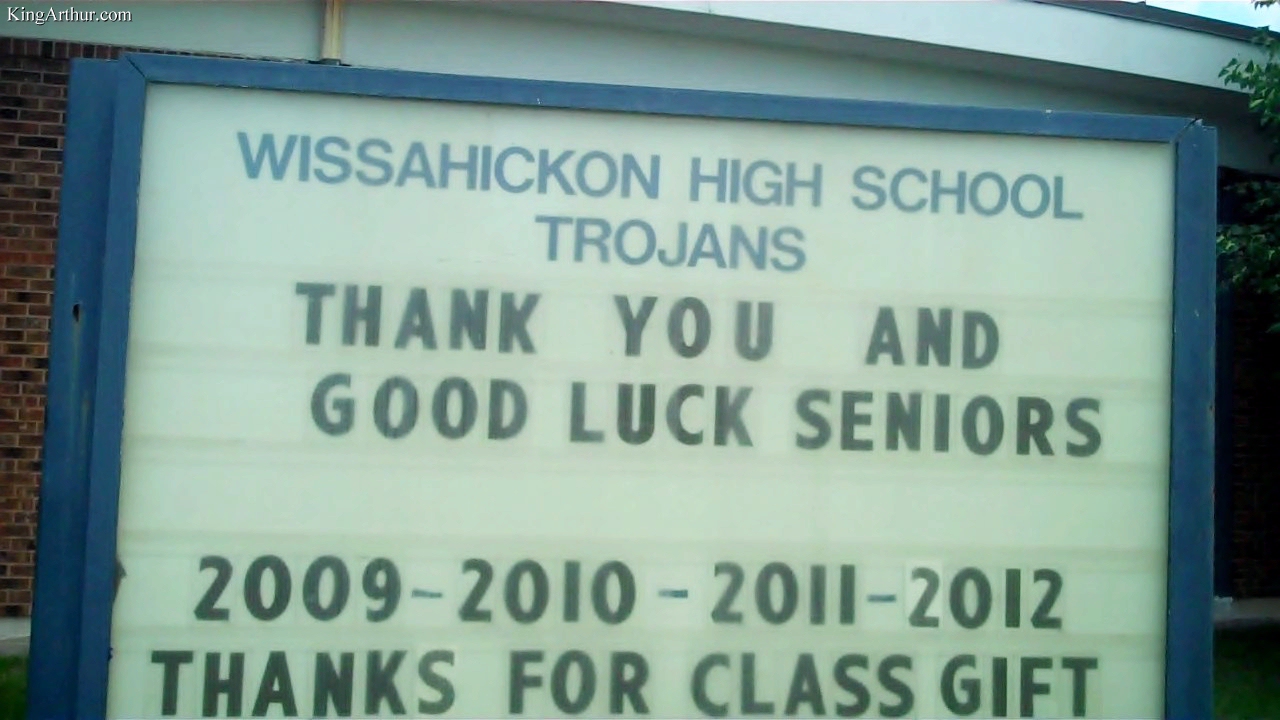 KingArthur.com
WISSAHICKON HIGH SCHOOL
TROJANS
THANK YOU AND
GOOD LUCK SENIORS
2009-2010-2011-2012
THANKS FOR CLASS GIFT